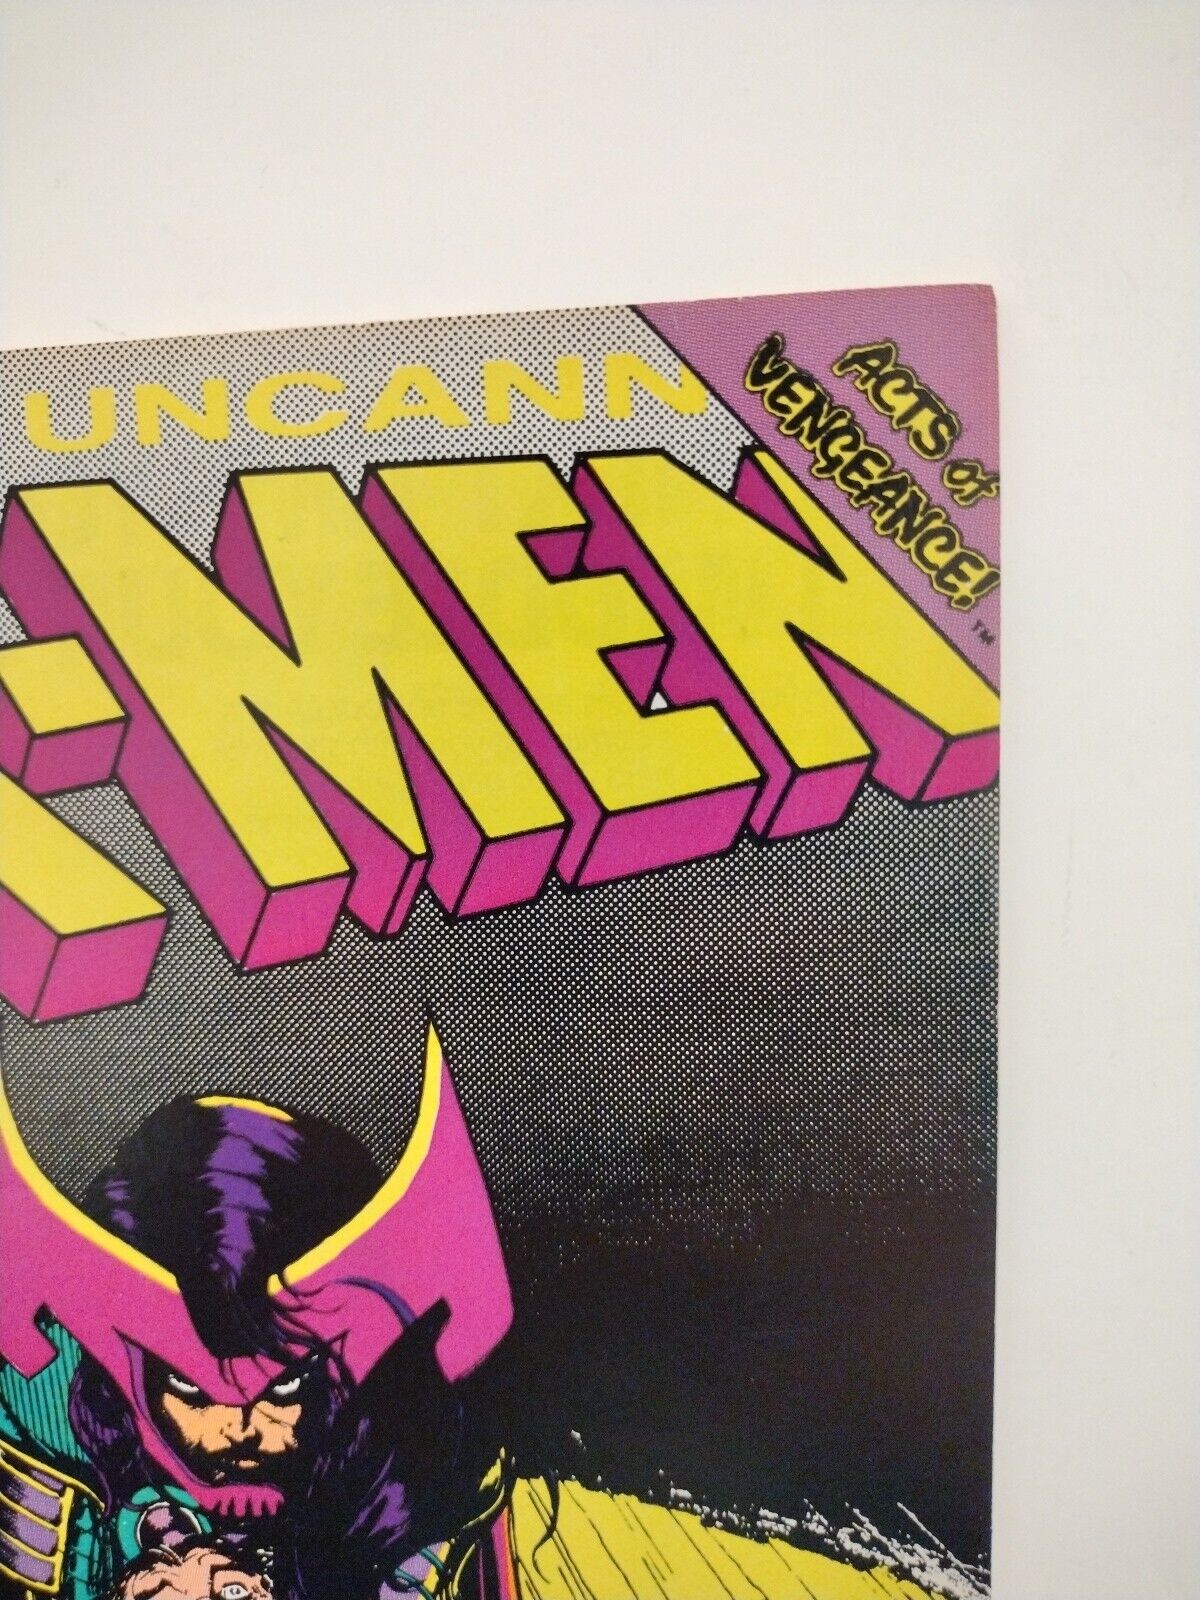 UNCANN
X-MEN
ACTS of
VENGEANCE!
TM